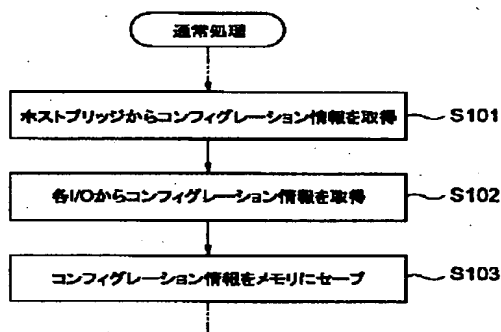 通常処理
ホストブリッジからコンフィグレーション情報を取得
S101
各I/Oからコンフィグレーション情報を取得
S102
コンフィグレーション情報をメモリにセーブ
S103